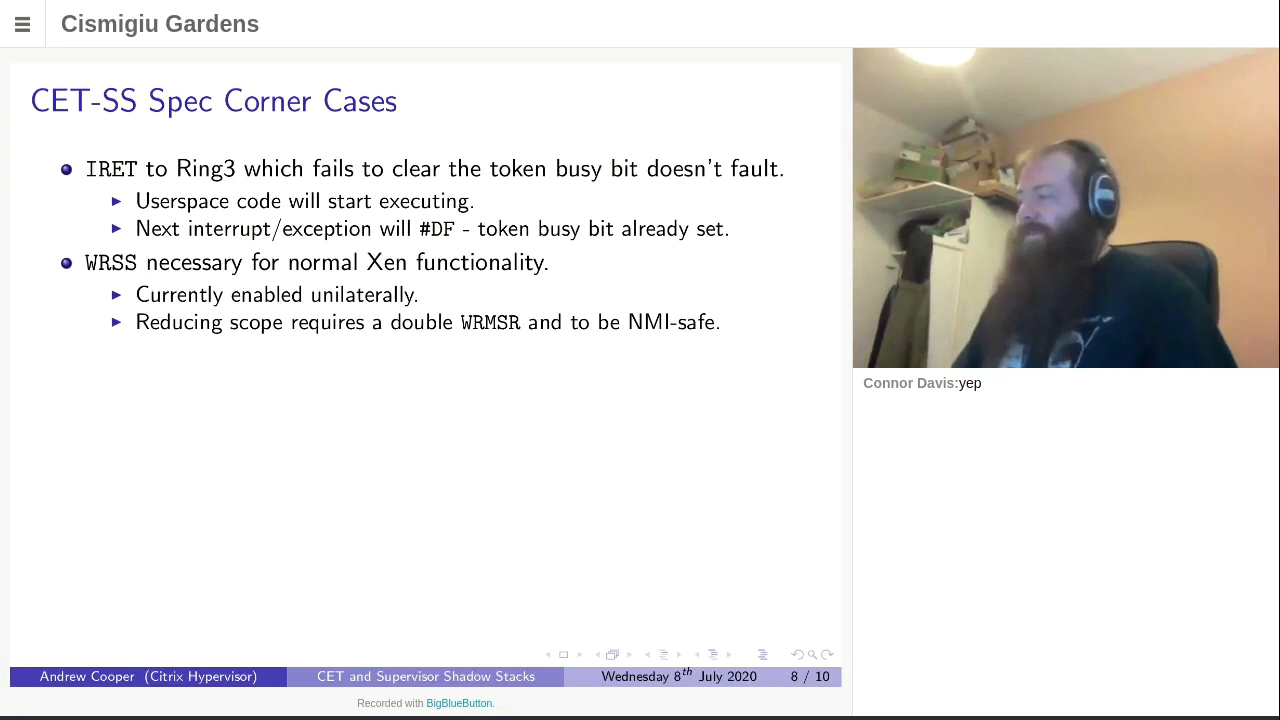 Cismigiu Gardens
CET-SS Spec Corner Cases
IRET to Ring3 which fails to clear the token busy bit doesn't fault.
Userspace code will start executing.
Next interrupt/exception will #DF - token busy bit already set.
WRSS necessary for normal Xen functionality.
Currently enabled unilaterally.
Reducing scope requires a double WRMSR and to be NMI-safe.
Andrew Cooper (Citrix Hypervisor)
CET and Supervisor Shadow Stacks
Wednesday 8th July 2020
8 / 10
Recorded with BigBlueButton.
Connor Davis:yep